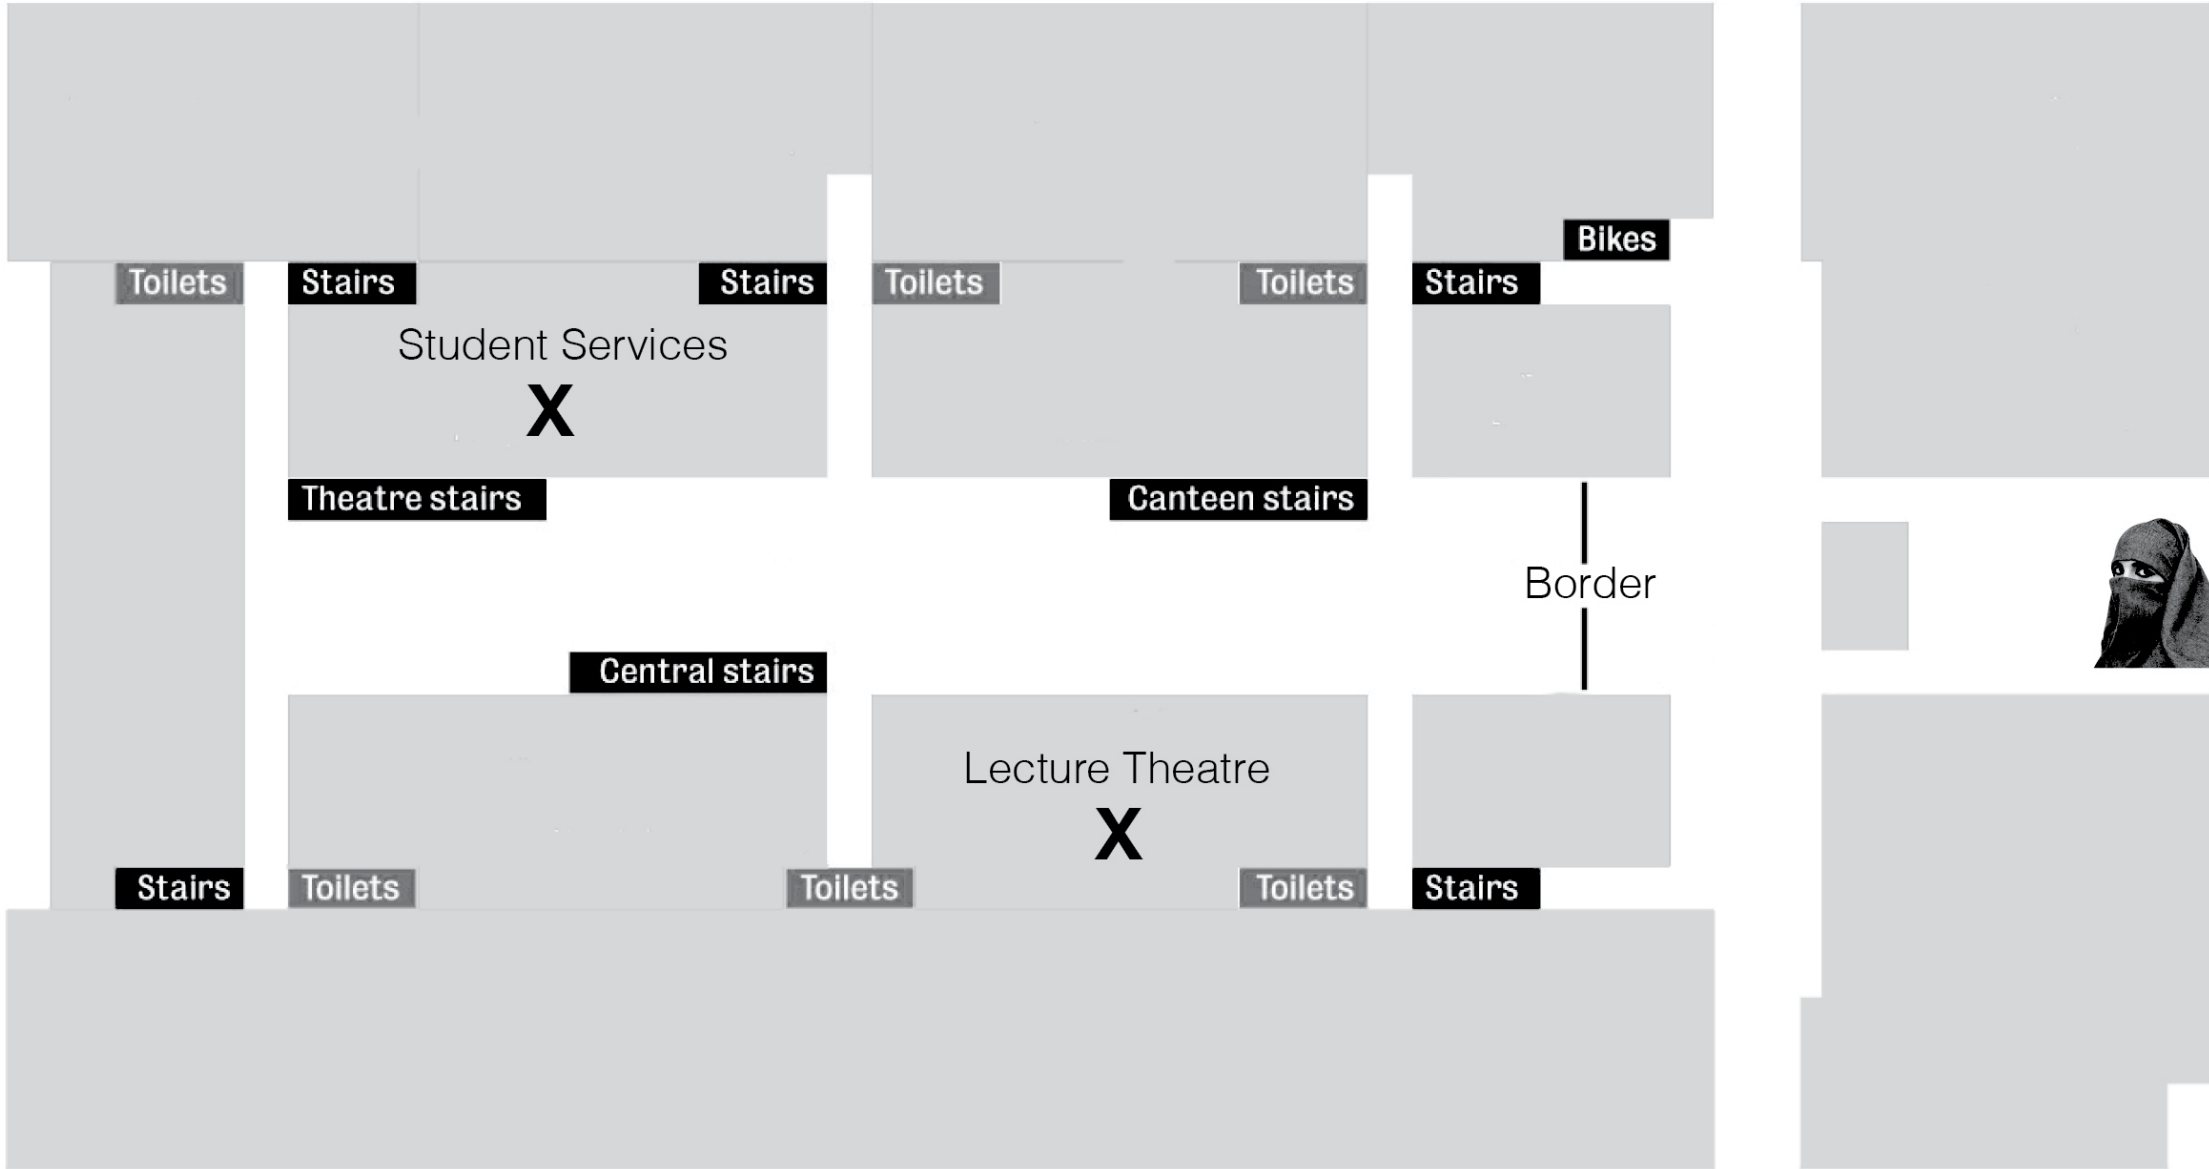 Bikes
Toilets
Stairs
Stairs
Toilets
Toilets
Stairs
Student Services
X
Theatre stairs
Canteen stairs
Border
Central stairs
Lecture Theatre
X
Stairs
Toilets
Toilets
Toilets
Stairs